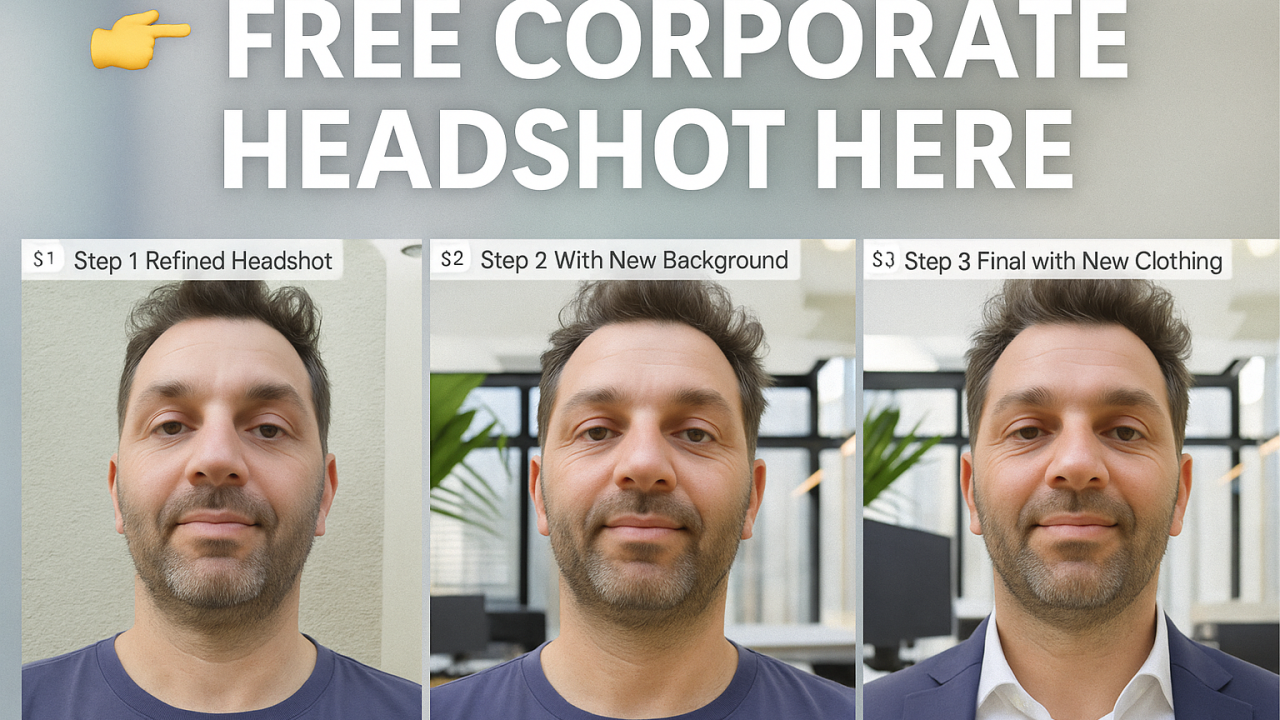 👉 FREE CORPORATE
HEADSHOT HERE
$1 Step 1 Refined Headshot
$2 Step 2 With New Background
$3 Step 3 Final with New Clothing